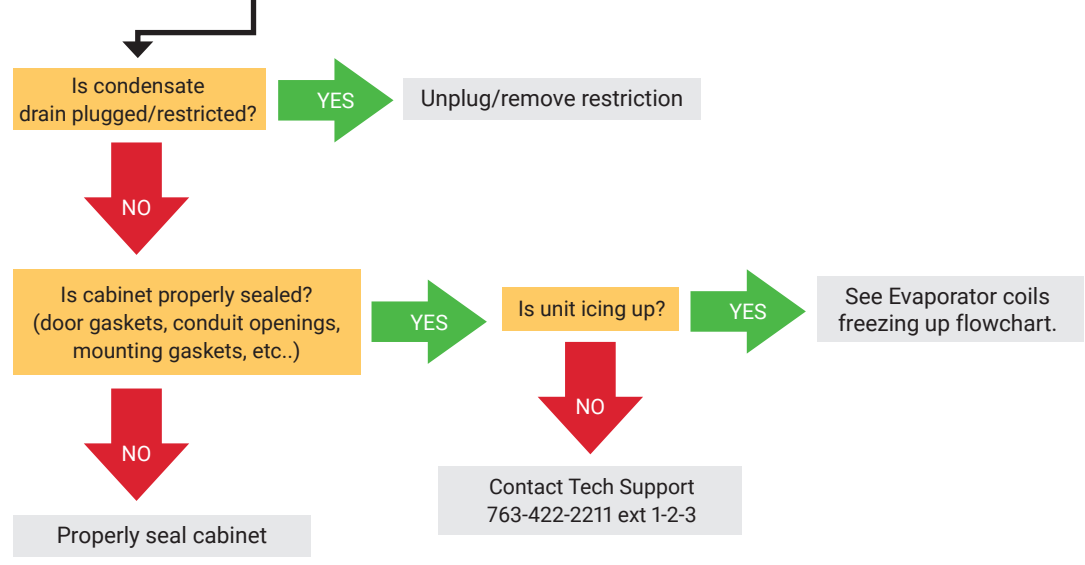 Is condensate
drain plugged/restricted?
YES
Unplug/remove restriction
NO
Is cabinet properly sealed?
(door gaskets, conduit openings,
mounting gaskets, etc..)
YES
Is unit icing up?
YES
See Evaporator coils
freezing up flowchart.
NO
NO
Contact Tech Support
763-422-2211 ext 1-2-3
Properly seal cabinet